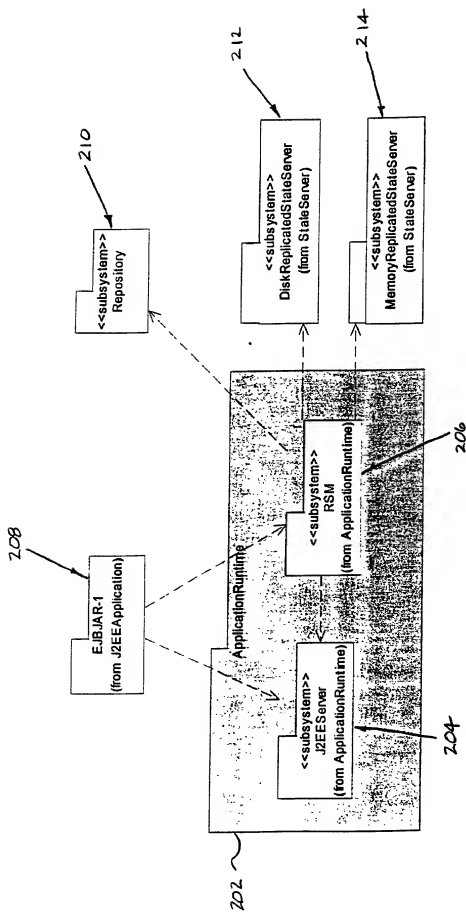 210
<<subsystem>>
Repository
212
<<subsystem>>
DiskReplicatedStateServer
(from StateServer)
214
<<subsystem>>
MemoryReplicatedStateServer
(from StateServer)
208
EJBJAR-1
(from J2EEApplication)
ApplicationRuntime
<<subsystem>>
RSM
(from ApplicationRuntime)
206
<<subsystem>>
J2EEServer
(from ApplicationRuntime)
204
202